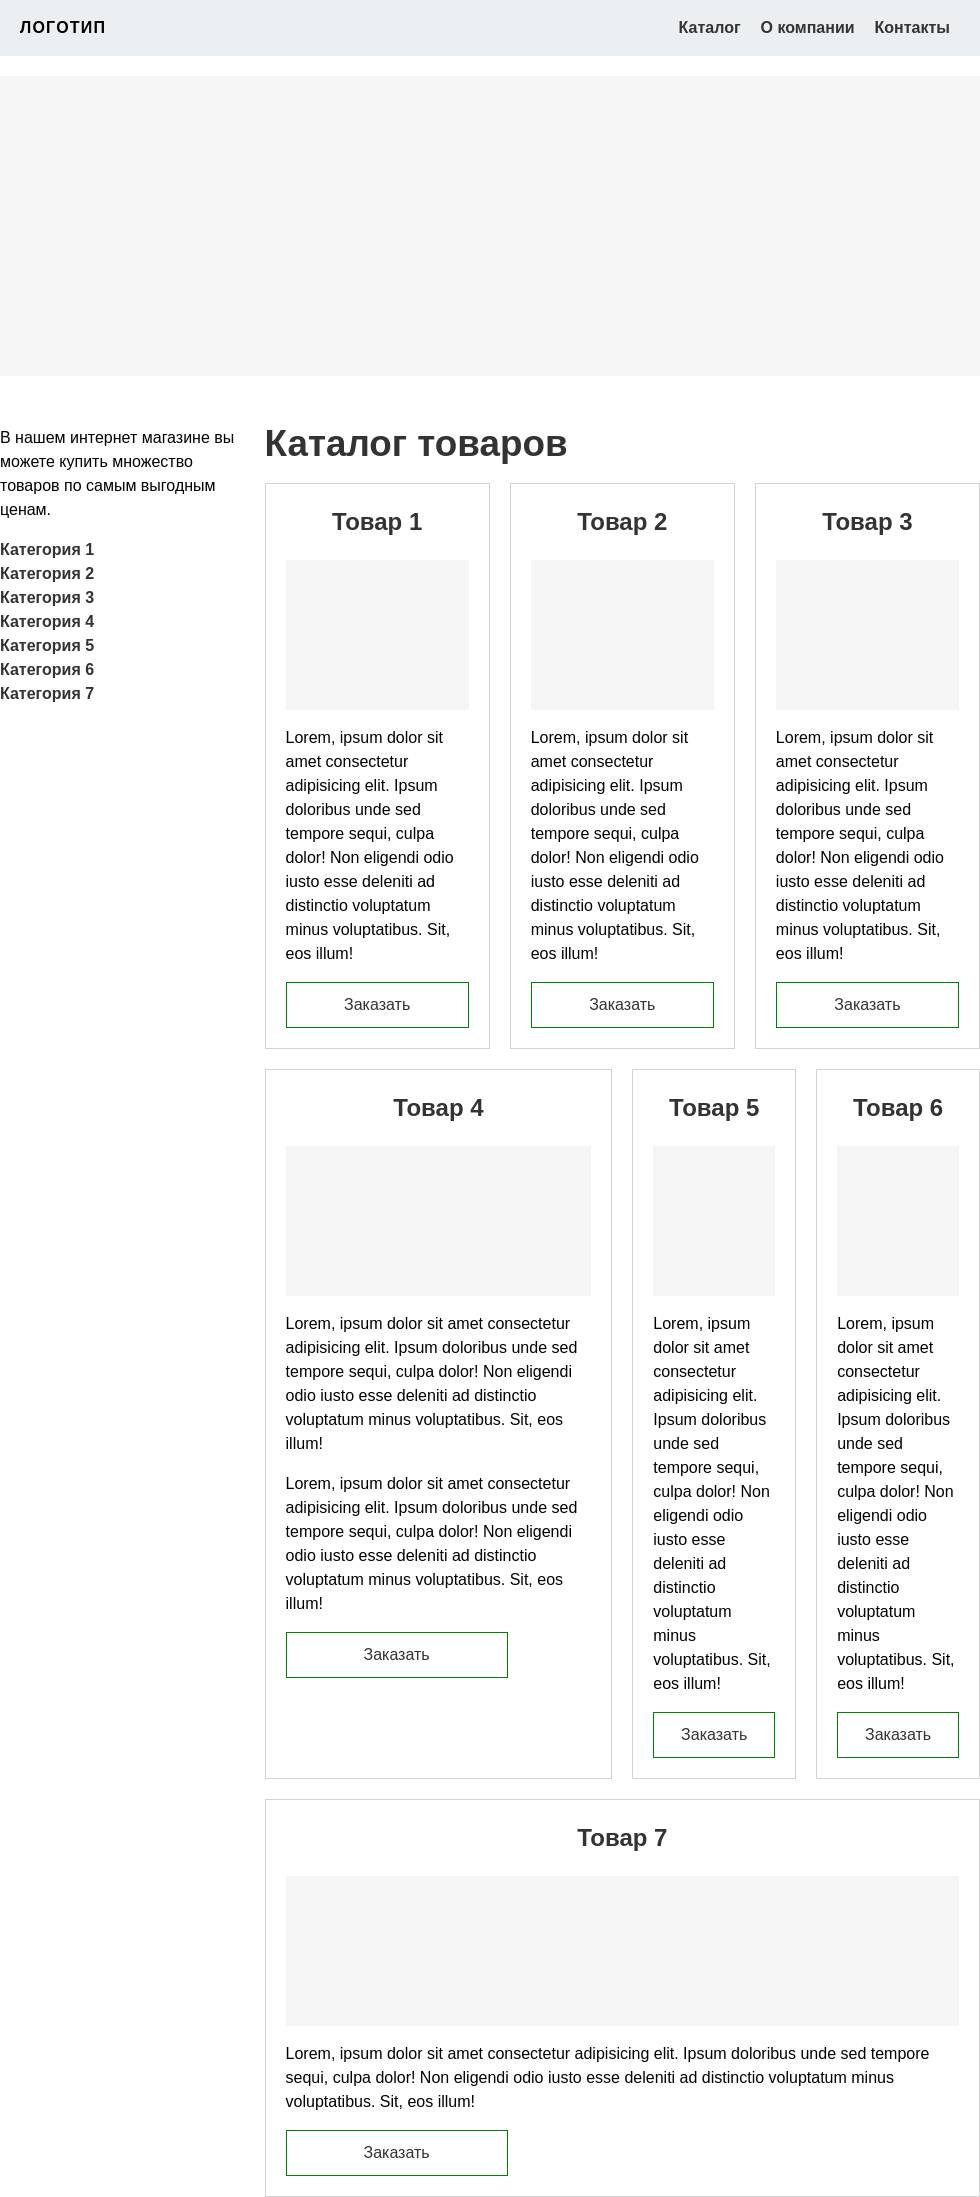 ЛОГОТИП
Каталог
О компании
Контакты
В нашем интернет магазине вы
можете купить множество
товаров по самым выгодным
ценам.
Категория 1
Категория 2
Категория 3
Категория 4
Категория 5
Категория 6
Категория 7
Каталог товаров
Товар 1
Lorem, ipsum dolor sit
amet consectetur
adipisicing elit. Ipsum
doloribus unde sed
tempore sequi, culpa
dolor! Non eligendi odio
iusto esse deleniti ad
distinctio voluptatum
minus voluptatibus. Sit,
eos illum!
Заказать
Товар 2
Lorem, ipsum dolor sit
amet consectetur
adipisicing elit. Ipsum
doloribus unde sed
tempore sequi, culpa
dolor! Non eligendi odio
iusto esse deleniti ad
distinctio voluptatum
minus voluptatibus. Sit,
eos illum!
Заказать
Товар 3
Lorem, ipsum dolor sit
amet consectetur
adipisicing elit. Ipsum
doloribus unde sed
tempore sequi, culpa
dolor! Non eligendi odio
iusto esse deleniti ad
distinctio voluptatum
minus voluptatibus. Sit,
eos illum!
Заказать
Товар 4
Lorem, ipsum dolor sit amet consectetur
adipisicing elit. Ipsum doloribus unde sed
tempore sequi, culpa dolor! Non eligendi
odio iusto esse deleniti ad distinctio
voluptatum minus voluptatibus. Sit, eos
illum!
Lorem, ipsum dolor sit amet consectetur
adipisicing elit. Ipsum doloribus unde sed
tempore sequi, culpa dolor! Non eligendi
odio iusto esse deleniti ad distinctio
voluptatum minus voluptatibus. Sit, eos
illum!
Заказать
Товар 5
Lorem, ipsum
dolor sit amet
consectetur
adipisicing elit.
Ipsum doloribus
unde sed
tempore sequi,
culpa dolor! Non
eligendi odio
iusto esse
deleniti ad
distinctio
voluptatum
minus
voluptatibus. Sit,
eos illum!
Заказать
Товар 6
Lorem, ipsum
dolor sit amet
consectetur
adipisicing elit.
Ipsum doloribus
unde sed
tempore sequi,
culpa dolor! Non
eligendi odio
iusto esse
deleniti ad
distinctio
voluptatum
minus
voluptatibus. Sit,
eos illum!
Заказать
Товар 7
Lorem, ipsum dolor sit amet consectetur adipisicing elit. Ipsum doloribus unde sed tempore
sequi, culpa dolor! Non eligendi odio iusto esse deleniti ad distinctio voluptatum minus
voluptatibus. Sit, eos illum!
Заказать